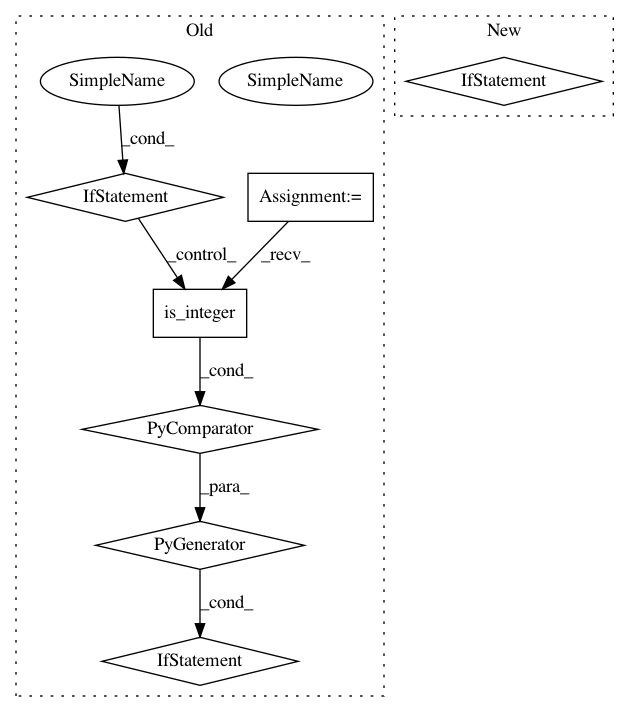 Old
New
SimpleName
SimpleName
IfStatement
_cond_
IfStatement
Assignment:=
_control_
_recv_
is_integer
_cond_
PyComparator
_para_
PyGenerator
_cond_
IfStatement